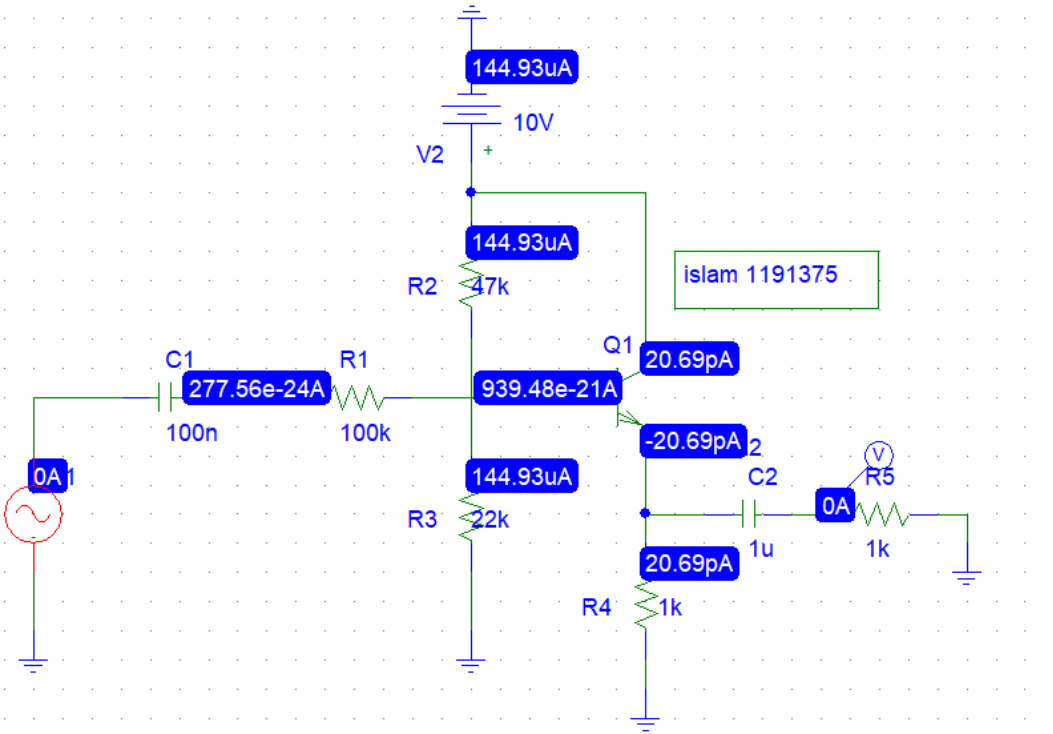 144.93uA
10V
V2
+
144.93uA
R2
47k
islam 1191375
Q1
20.69pA
C1
R1
277.56e-24A
939.48e-21A
100n
100k
-20.69pA
2
0A
1
144.93uA
C2
V
R5
0A
R3
22k
1u
1k
20.69pA
R4
1k